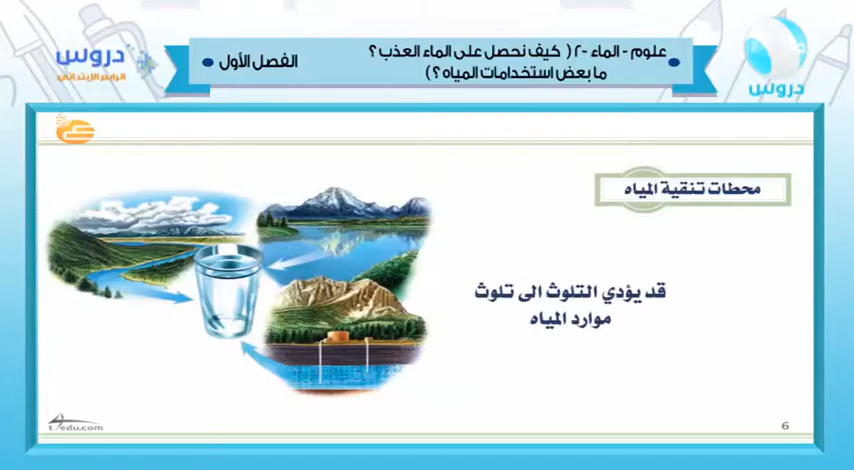 علوم - الماء -٢ ( كيف نحصل على الماء العذب ؟
ما بعض استخدامات المياه ؟)
الفصل الأول
دروس
الرابع الإبتدائي
دروس
محطات تنقية المياه
قد يؤدي التلوث الى تلوث
موارد المياه
t4edu.com
6